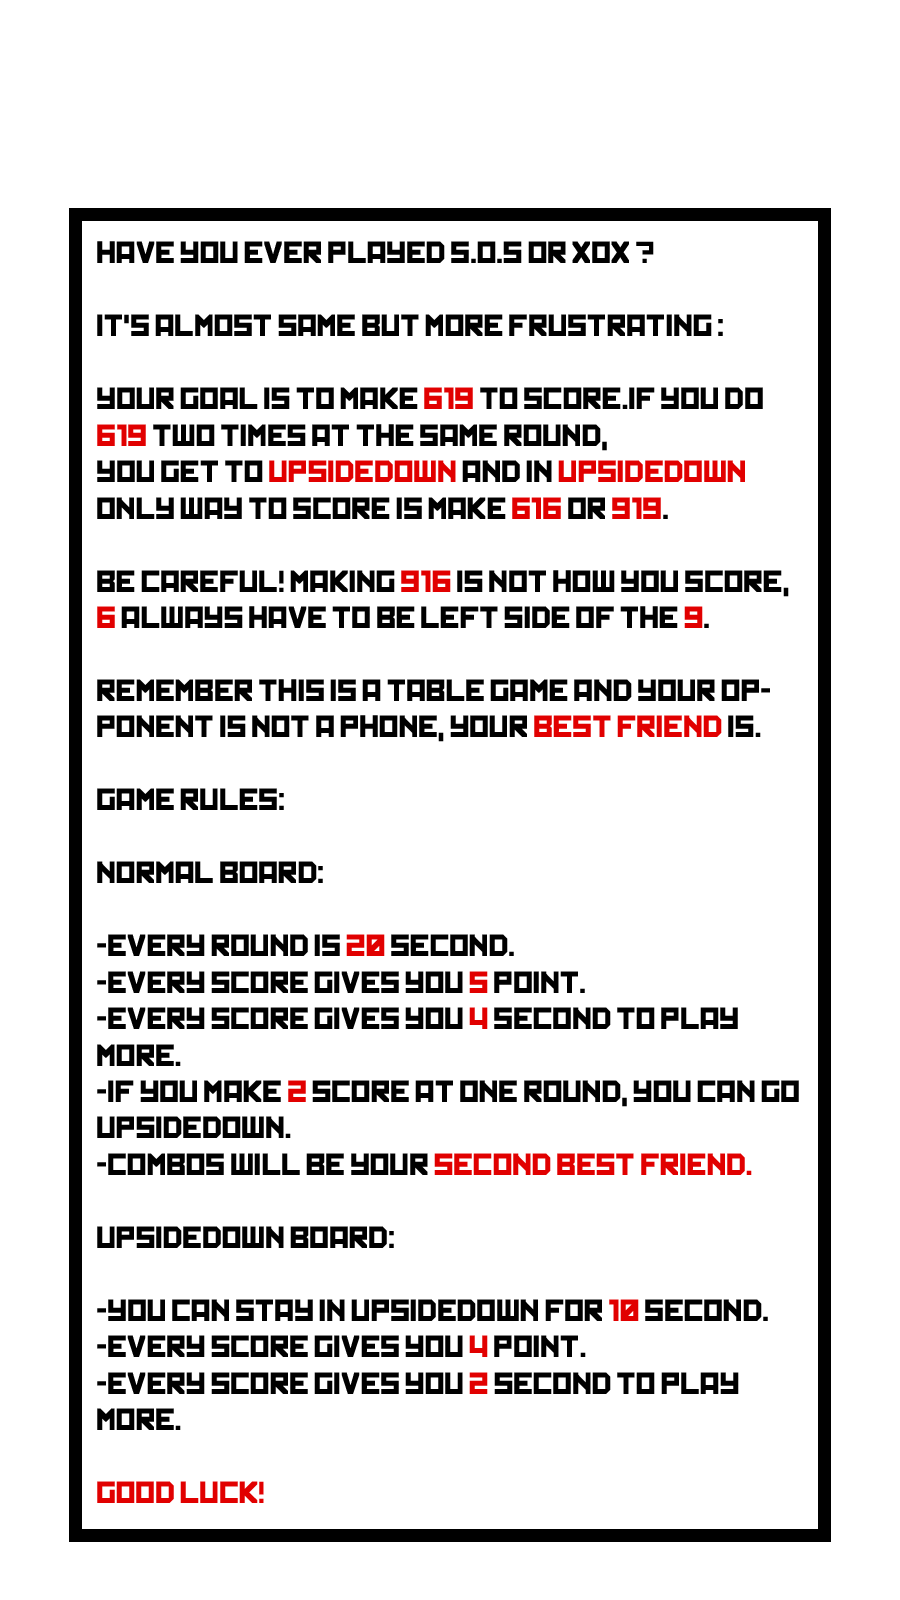 HAVE YOU EVER PLAYED S.O.S OR XOX ?
IT'S ALMOST SAME BUT MORE FRUSTRATING :
YOUR GOAL IS TO MAKE 619 TO SCORE.IF YOU DO
619 TWO TIMES AT THE SAME ROUND,
YOU GET TO UPSIDEDOWN AND IN UPSIDEDOWN
ONLY WAY TO SCORE IS MAKE 616 OR 919.
BE CAREFUL! MAKING 916 IS NOT HOW YOU SCORE,
6 ALWAYS HAVE TO BE LEFT SIDE OF THE 9.
REMEMBER THIS IS A TABLE GAME AND YOUR OP-
PONENT IS NOT A PHONE, YOUR BEST FRIEND IS.
GAME RULES:
NORMAL BOARD:
-EVERY ROUND IS 20 SECOND.
-EVERY SCORE GIVES YOU 5 POINT.
-EVERY SCORE GIVES YOU 4 SECOND TO PLAY
MORE.
-IF YOU MAKE 2 SCORE AT ONE ROUND, YOU CAN GO
UPSIDEDOWN.
-COMBOS WILL BE YOUR SECOND BEST FRIEND.
UPSIDEDOWN BOARD:
-YOU CAN STAY IN UPSIDEDOWN FOR 10 SECOND.
-EVERY SCORE GIVES YOU 4 POINT.
-EVERY SCORE GIVES YOU 2 SECOND TO PLAY
MORE.
GOOD LUCK!